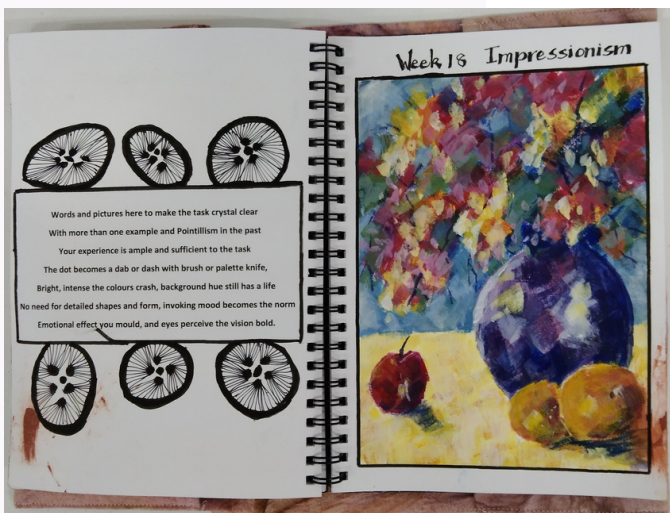 Words and pictures here to make the task crystal clear
With more than one example and Pointillism in the past
Your experience is ample and sufficient to the task
The dot becomes a dab or dash with brush or palette knife,
Bright, intense the colours crash, background hue still has a life
No need for detailed shapes and form, invoking mood becomes the norm
Emotional effect you mould, and eyes perceive the vision bold.
Week 18 Impressionism